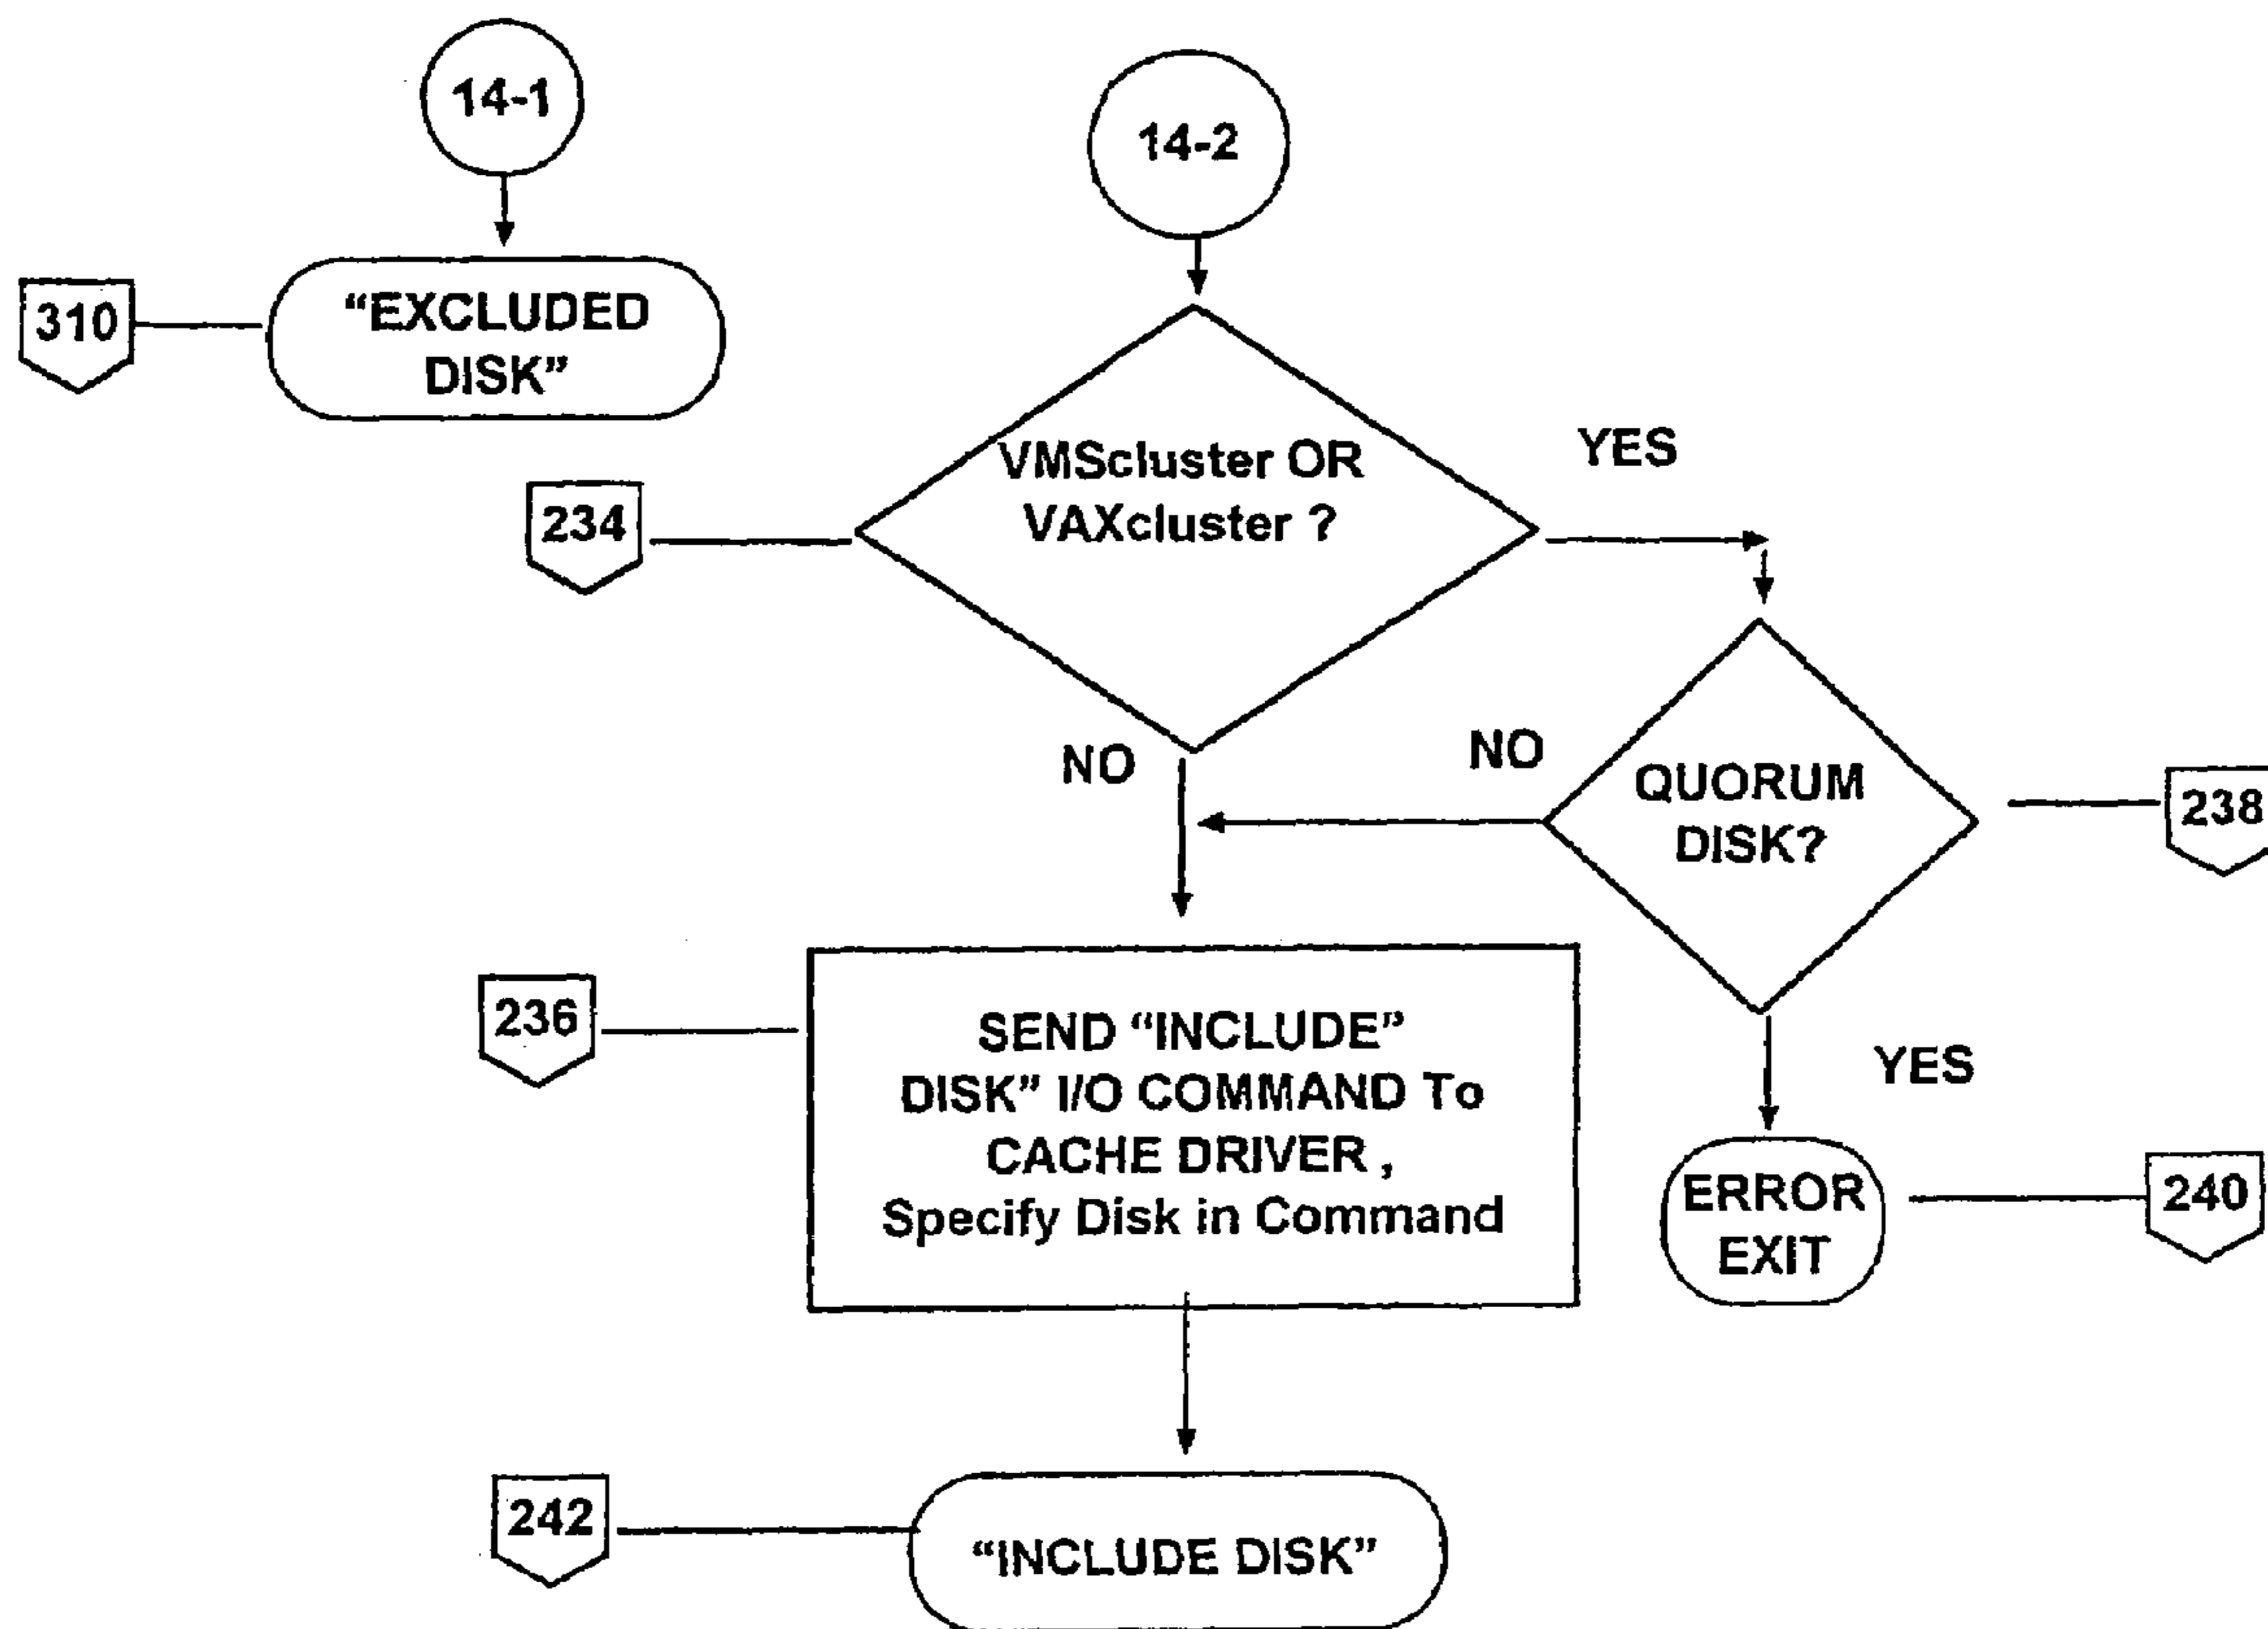 14-1
14-2
310
“EXCLUDED
DISK”
234
VMScluster OR
VAXcluster ?
YES
NO
NO
QUORUM
DISK?
238
236
SEND “INCLUDE”
DISK” I/O COMMAND To
CACHE DRIVER ,
Specify Disk in Command
YES
ERROR
EXIT
240
242
“INCLUDE DISK”